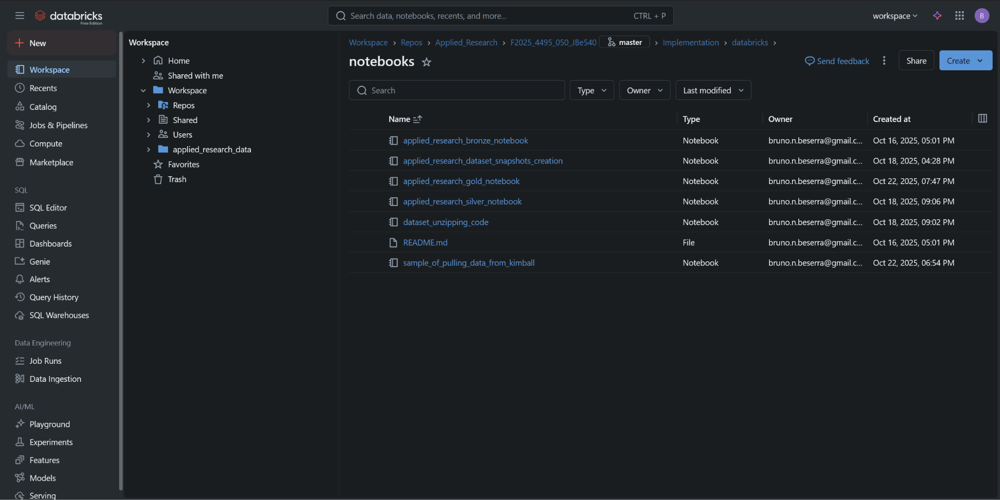 databricks
Free Edition
Search data, notebooks, recents, and more... CTRL + P
workspace
B
New
Workspace
Recents
Catalog
Jobs & Pipelines
Compute
Marketplace
SQL
SQL Editor
Queries
Dashboards
Genie
Alerts
Query History
SQL Warehouses
Data Engineering
Job Runs
Data Ingestion
AI/ML
Playground
Experiments
Features
Models
Serving
Workspace
Home
Shared with me
Workspace
Repos
Shared
Users
applied_research_data
Favorites
Trash
Workspace > Repos > Applied_Research > F2025_4495_050_JBe540 master > Implementation > databricks >
notebooks
Send feedback
Share
Create
Search
Type
Owner
Last modified
Name Type Owner Created at
applied_research_bronze_notebook Notebook bruno.n.beserra@gmail.c... Oct 16, 2025, 05:01 PM
applied_research_dataset_snapshots_creation Notebook bruno.n.beserra@gmail.c... Oct 18, 2025, 04:28 PM
applied_research_gold_notebook Notebook bruno.n.beserra@gmail.c... Oct 22, 2025, 07:47 PM
applied_research_silver_notebook Notebook bruno.n.beserra@gmail.c... Oct 18, 2025, 09:06 PM
dataset_unzipping_code Notebook bruno.n.beserra@gmail.c... Oct 18, 2025, 09:02 PM
README.md File bruno.n.beserra@gmail.c... Oct 16, 2025, 05:01 PM
sample_of_pulling_data_from_kimball Notebook bruno.n.beserra@gmail.c... Oct 22, 2025, 06:54 PM